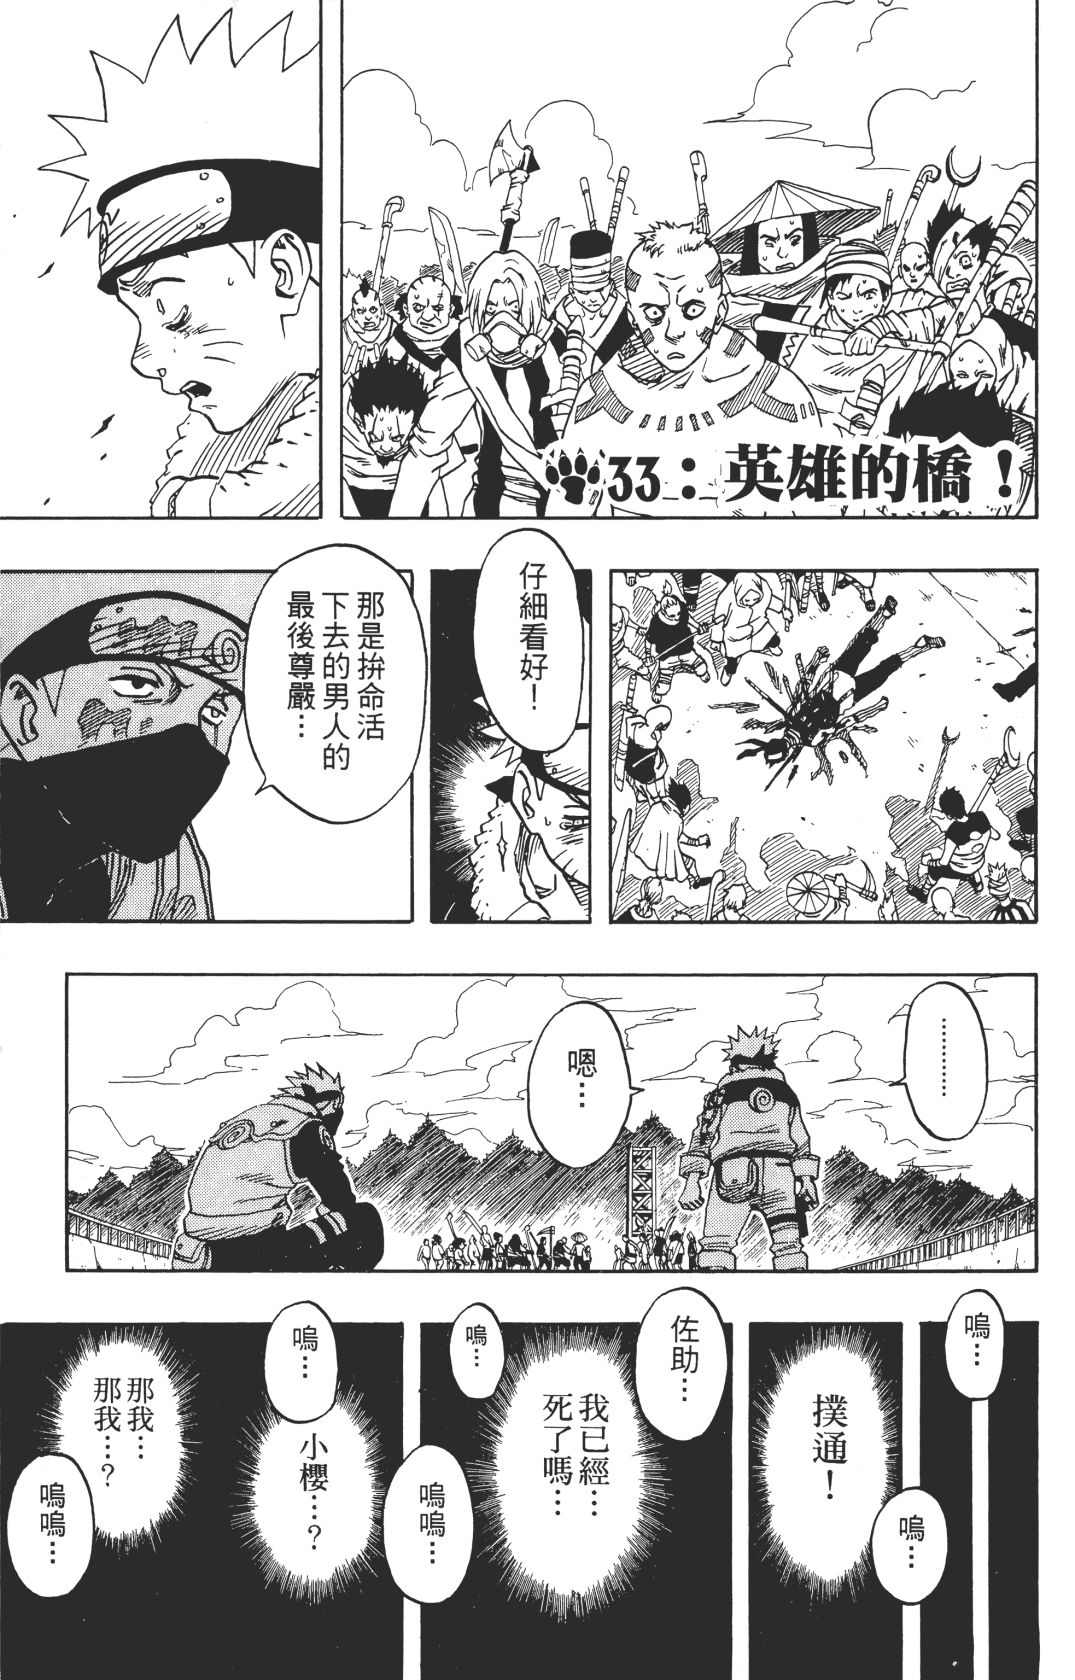 33：英雄的橋！
仔細看好！
那是拚命活
下去的男人的
最後尊嚴…
…………
嗯…
嗚…
嗚…
撲通！
佐助…
我已經…
死了嗎…
嗚…
嗚嗚…
嗚…
小櫻…？
那我…
那我…？
嗚嗚…